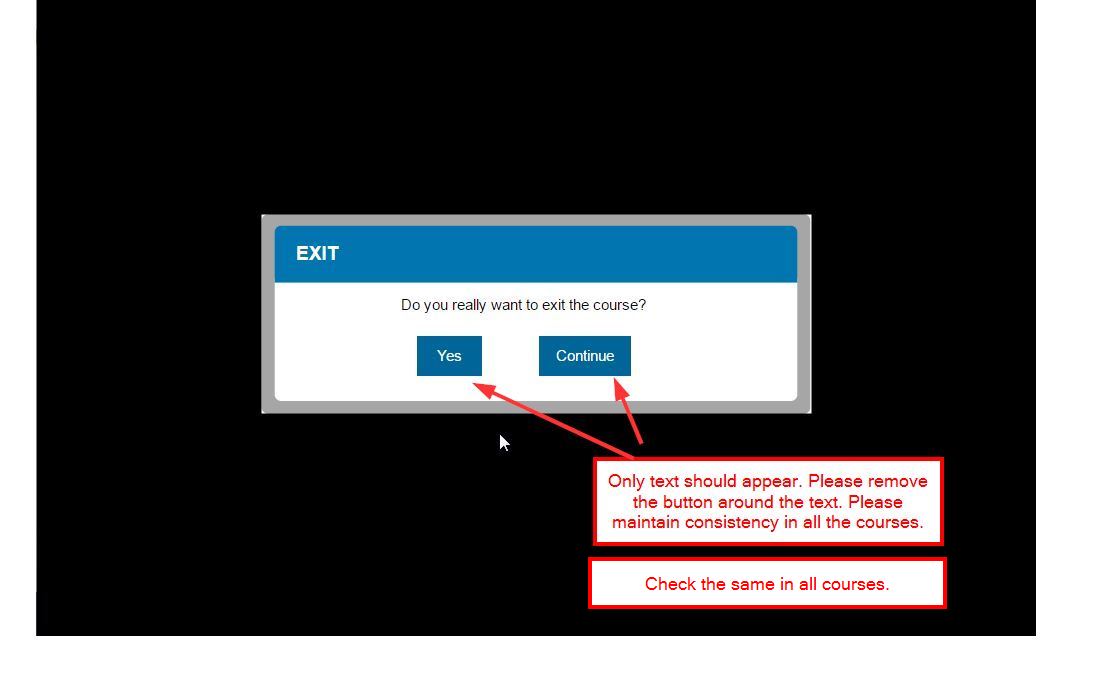 EXIT
Do you really want to exit the course?
Yes
Continue
Only text should appear. Please remove
the button around the text. Please
maintain consistency in all the courses.
Check the same in all courses.